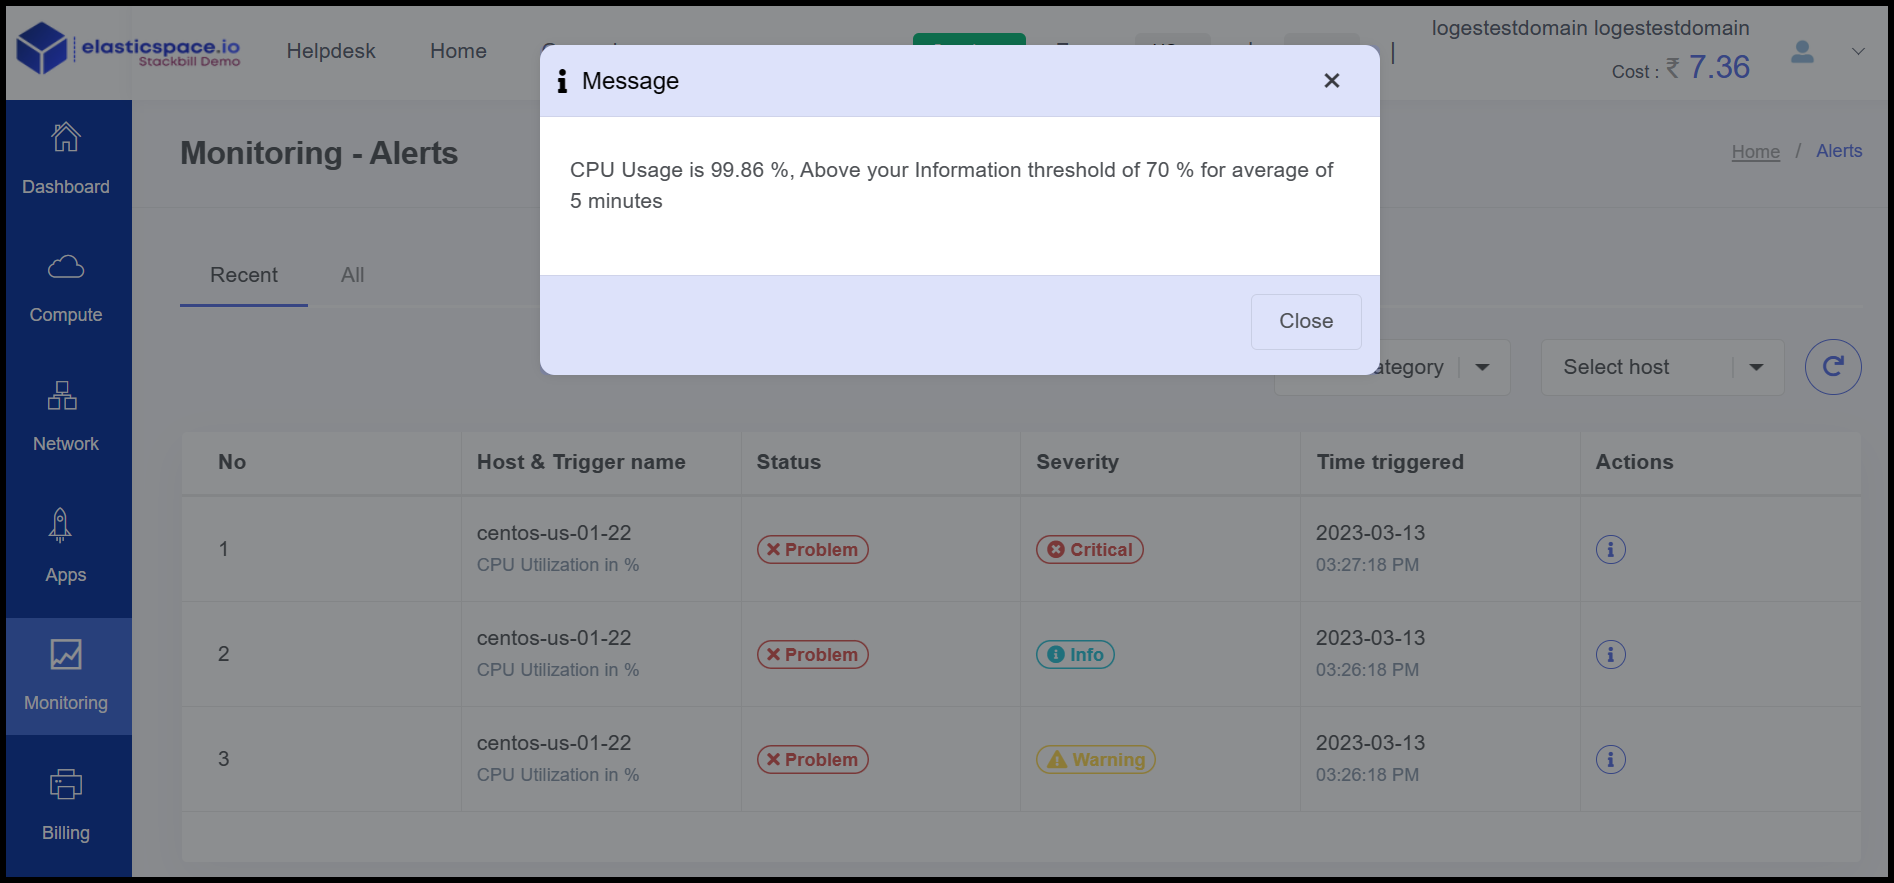 elasticspace.io
Stackbill Demo
Helpdesk
Home
logestestdomain logestestdomain
Cost : ₹ 7.36
Message
CPU Usage is 99.86 %, Above your Information threshold of 70 % for average of
5 minutes
Close
Dashboard
Compute
Network
Apps
Monitoring
Billing
Monitoring - Alerts
Home / Alerts
Recent
All
Select host
No
Host & Trigger name
Status
Severity
Time triggered
Actions
1
centos-us-01-22
CPU Utilization in %
Problem
Critical
2023-03-13
03:27:18 PM
2
centos-us-01-22
CPU Utilization in %
Problem
Info
2023-03-13
03:26:18 PM
3
centos-us-01-22
CPU Utilization in %
Problem
Warning
2023-03-13
03:26:18 PM